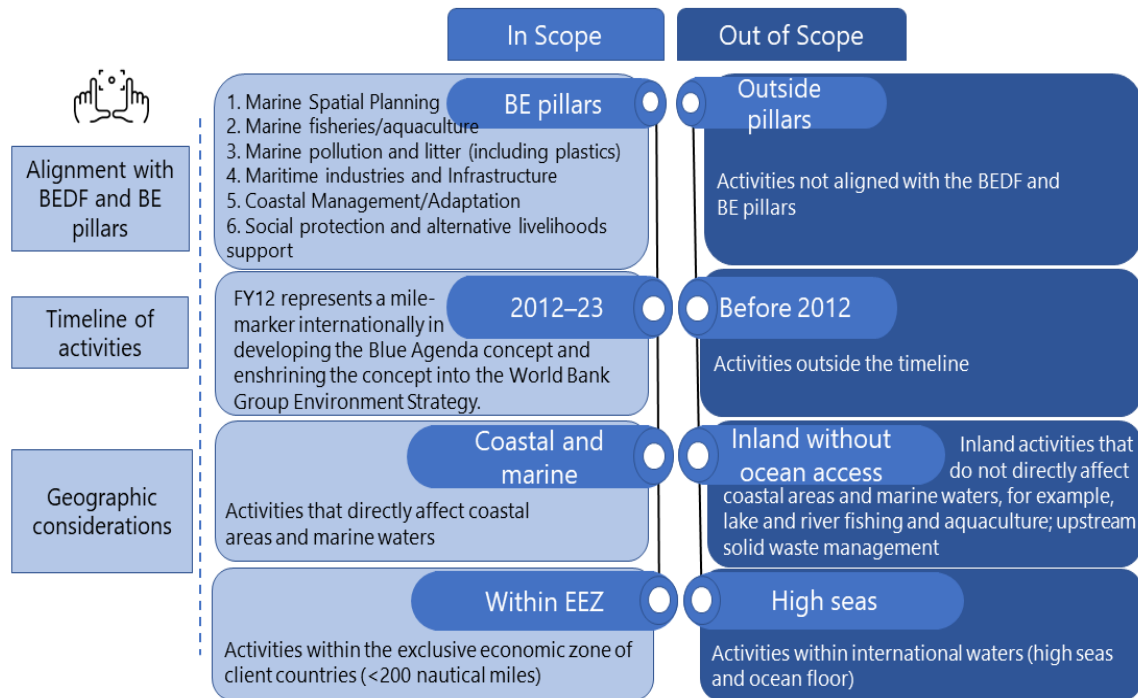 In Scope
Out of Scope
Alignment with
BEDF and BE
pillars
BE pillars
1. Marine Spatial Planning
2. Marine fisheries/aquaculture
3. Marine pollution and litter (including plastics)
4. Maritime industries and Infrastructure
5. Coastal Management/Adaptation
6. Social protection and alternative livelihoods
support
Outside
pillars
Activities not aligned with the BEDF and
BE pillars
Timeline of
activities
2012–23
FY12 represents a mile-
marker internationally in
developing the Blue Agenda concept and
enshrining the concept into the World Bank
Group Environment Strategy.
Before 2012
Activities outside the timeline
Geographic
considerations
Coastal and
marine
Activities that directly affect coastal
areas and marine waters
Inland without
ocean access
Inland activities that
do not directly affect
coastal areas and marine waters, for example,
lake and river fishing and aquaculture; upstream
solid waste management
Within EEZ
Activities within the exclusive economic zone of
client countries (<200 nautical miles)
High seas
Activities within international waters (high seas
and ocean floor)